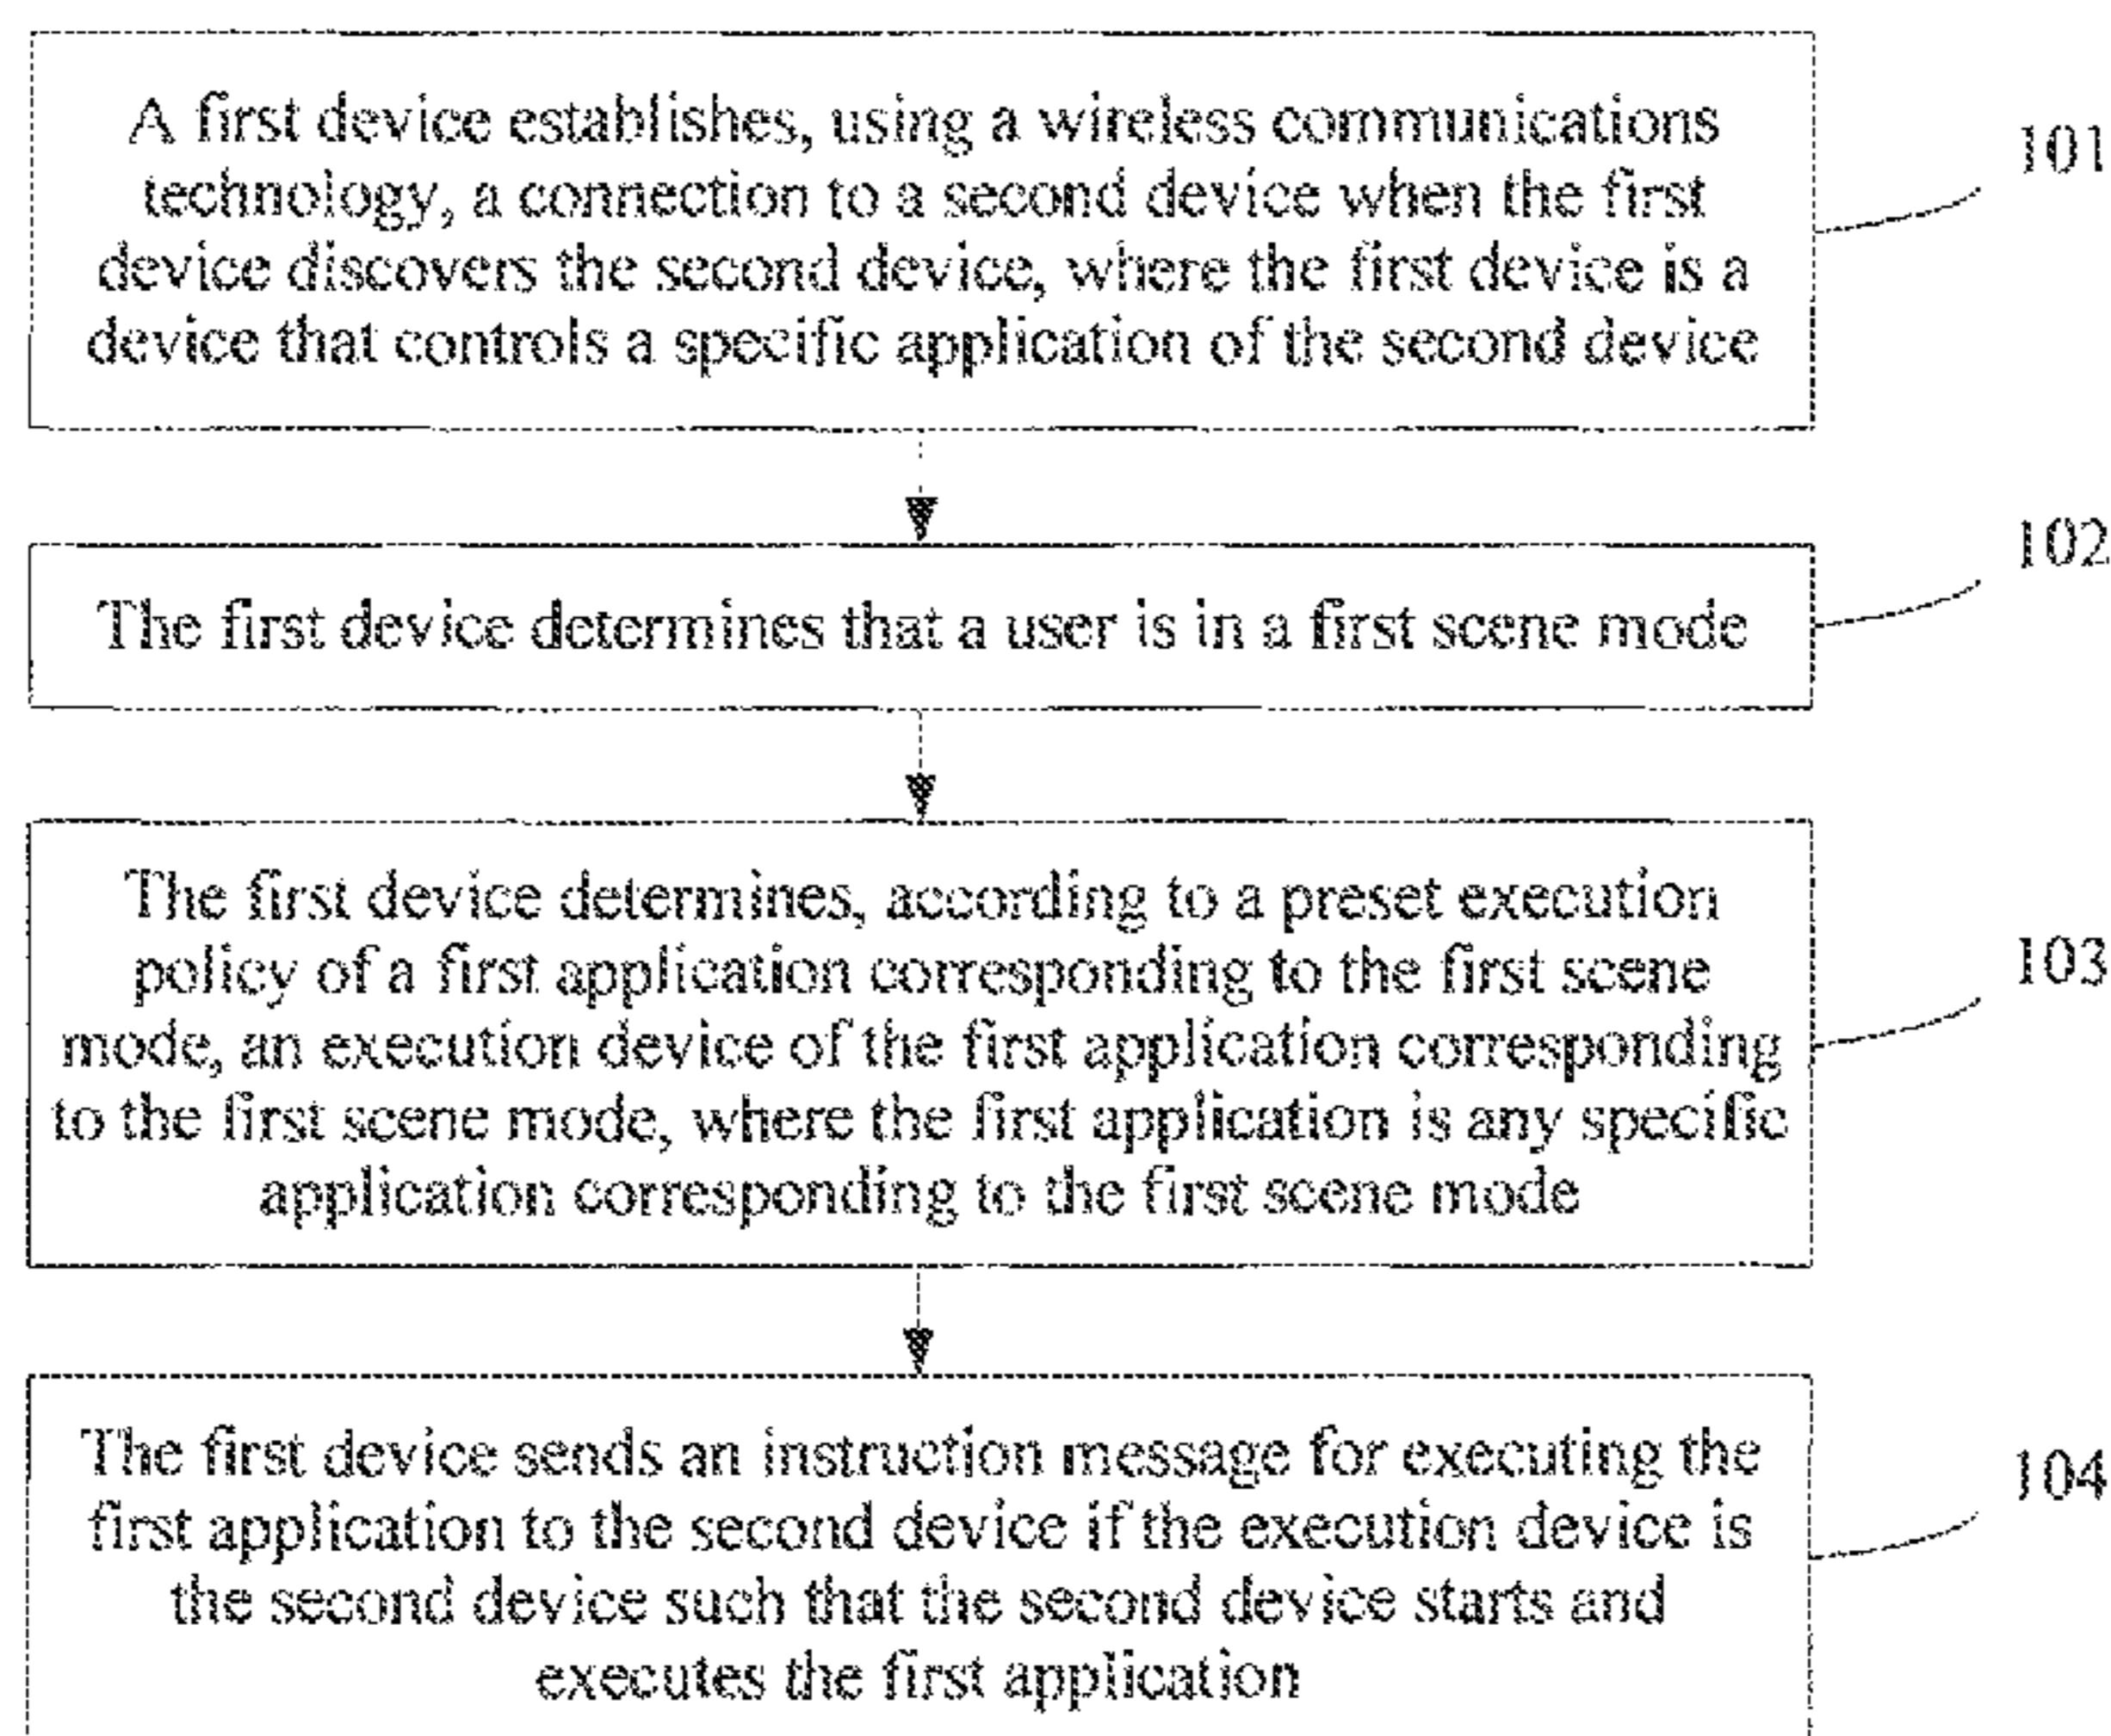 A first device establishes, using a wireless communications
technology, a connection to a second device when the first
device discovers the second device, where the first device is a
device that controls a specific application of the second device
101
The first device determines that a user is in a first scene mode
102
The first device determines, according to a preset execution
policy of a first application corresponding to the first scene
mode, an execution device of the first application corresponding
to the first scene mode, where the first application is any specific
application corresponding to the first scene mode
103
The first device sends an instruction message for executing the
first application to the second device if the execution device is
the second device such that the second device starts and
executes the first application
104